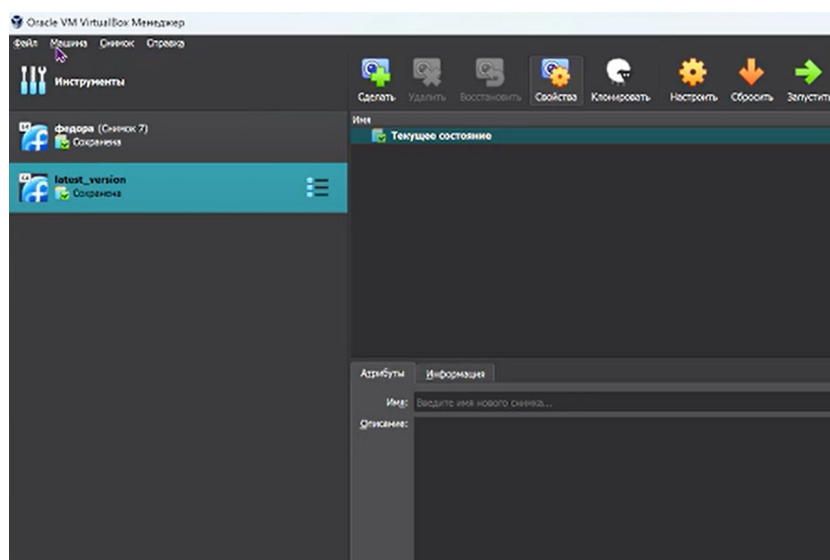 Oracle VM VirtualBox Менеджер
Файл Машина Снимок Справка
Инструменты
Сделать Удалить Восстановить Свойства Клонировать Настроить Сбросить Запустить
Имя
Текущее состояние
федора (Снимок 7)
Сохранена
latest_version
Сохранена
Атрибуты Информация
Имя: Введите имя нового снимка...
Описание: